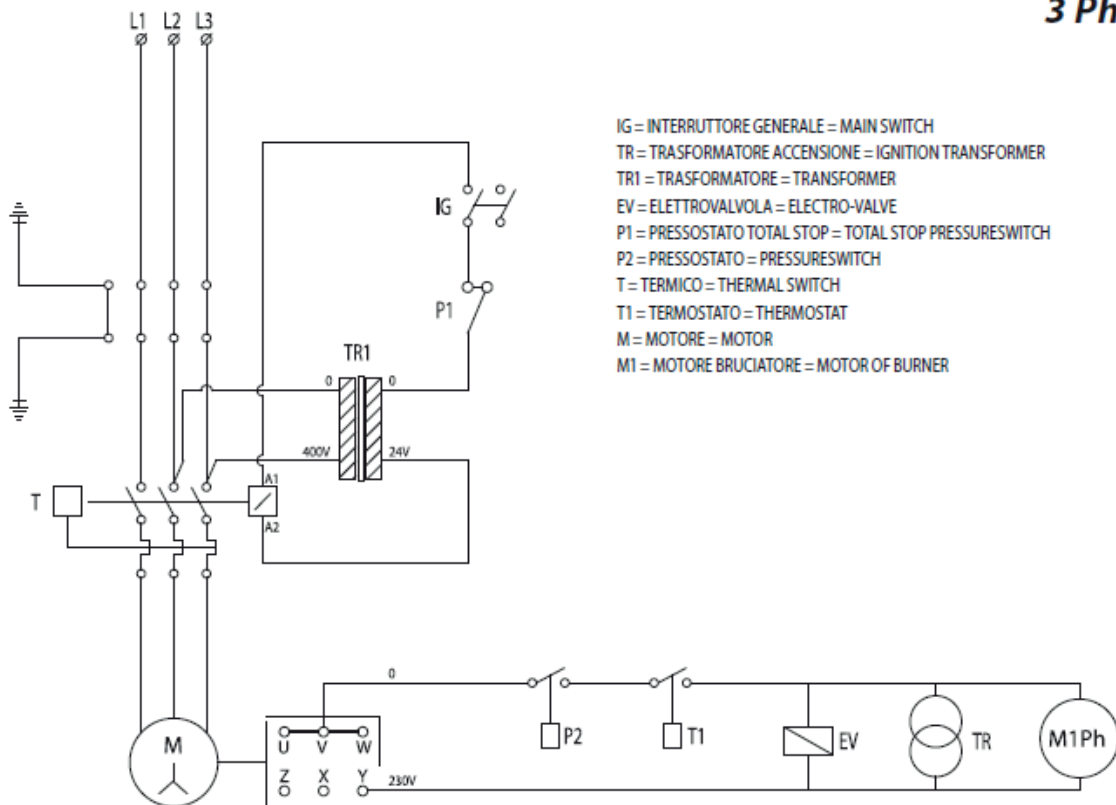 3 Ph
L1 L2 L3
IG = INTERRUTTORE GENERALE = MAIN SWITCH
TR = TRASFORMATORE ACCENSIONE = IGNITION TRANSFORMER
TR1 = TRASFORMATORE = TRANSFORMER
EV = ELETTROVALVOLA = ELECTRO-VALVE
P1 = PRESSOSTATO TOTAL STOP = TOTAL STOP PRESSURESWITCH
P2 = PRESSOSTATO = PRESSURESWITCH
T = TERMICO = THERMAL SWITCH
T1 = TERMOSTATO = THERMOSTAT
M = MOTORE = MOTOR
M1 = MOTORE BRUCIATORE = MOTOR OF BURNER
IG
P1
TR1
0 0
400V 24V
A1
T
A2
0
P2 T1 EV TR M1Ph
M
U V W
Z X Y 230V